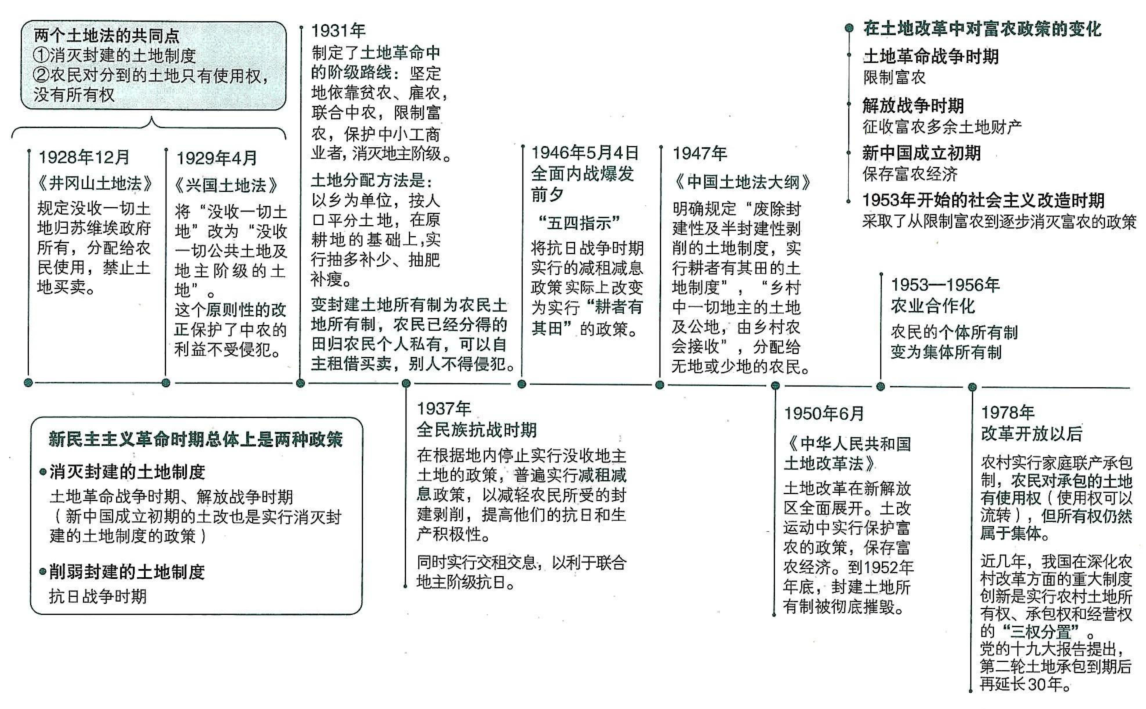 两个土地法的共同点
①消灭封建的土地制度
②农民对分到的土地只有使用权，
没有所有权
1928年12月
《井冈山土地法》
规定没收一切土
地归苏维埃政府
所有，分配给农
民使用，禁止土
地买卖。
1929年4月
《兴国土地法》
将“没收一切土
地”改为“没收
一切公共土地及
地主阶级的土
地”。
这个原则性的改
正保护了中农的
利益不受侵犯。
1931年
制定了土地革命中
的阶级路线：坚定
地依靠贫农、雇农，
联合中农，限制富
农，保护中小工商
业者，消灭地主阶级。
土地分配方法是：
以乡为单位，按人
口平分土地，在原
耕地的基础上，实
行抽多补少、抽肥
补瘦。
变封建土地所有制为农民土
地所有制，农民已经分得的
田归农民个人私有，可以自
主租借买卖，别人不得侵犯。
1937年
全民族抗战时期
在根据地内停止实行没收地主
土地的政策，普遍实行减租减
息政策，以减轻农民所受的封
建剥削，提高他们的抗日和生
产积极性。
同时实行交租交息，以利于联合
地主阶级抗日。
1946年5月4日
全面内战爆发
前夕
“五四指示”
将抗日战争时期
实行的减租减息
政策实际上改变
为实行“耕者有
其田”的政策。
1947年
《中国土地法大纲》
明确规定“废除封
建性及半封建性剥
削的土地制度，实
行耕者有其田的土
地制度”，“乡村
中一切地主的土地
及公地，由乡村农
会接收”，分配给
无地或少地的农民。
1950年6月
《中华人民共和国
土地改革法》
土地改革在新解放
区全面展开。土改
运动中实行保护富
农的政策，保存富
农经济。到1952年
年底，封建土地所
有制被彻底摧毁。
1953—1956年
农业合作化
农民的个体所有制
变为集体所有制
1978年
改革开放以后
农村实行家庭联产承包
制，农民对承包的土地
有使用权（使用权可以
流转），但所有权仍然
属于集体。
近几年，我国在深化农
村改革方面的重大制度
创新是实行农村土地所
有权、承包权和经营权
的“三权分置”。
党的十九大报告提出，
第二轮土地承包到期后
再延长30年。
在土地改革中对富农政策的变化
土地革命战争时期
限制富农
解放战争时期
征收富农多余土地财产
新中国成立初期
保存富农经济
1953年开始的社会主义改造时期
采取了从限制富农到逐步消灭富农的政策
新民主主义革命时期总体上是两种政策
●消灭封建的土地制度
土地革命战争时期、解放战争时期
（新中国成立初期的土改也是实行消灭封
建的土地制度的政策）
●削弱封建的土地制度
抗日战争时期